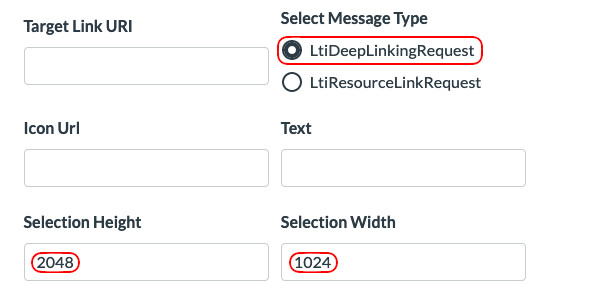 Target Link URI
Select Message Type
LtiDeepLinkingRequest
LtiResourceLinkRequest
Icon Url
Text
Selection Height
Selection Width
2048
1024